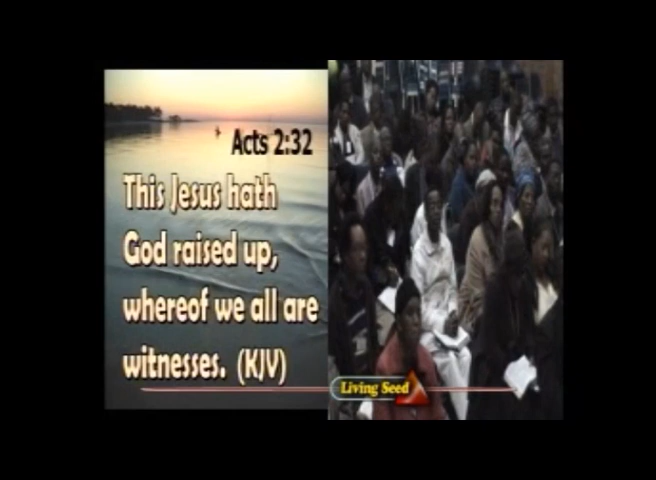 Acts 2:32
This Jesus hath
God raised up,
whereof we all are
witnesses. (KJV)
Living Seed